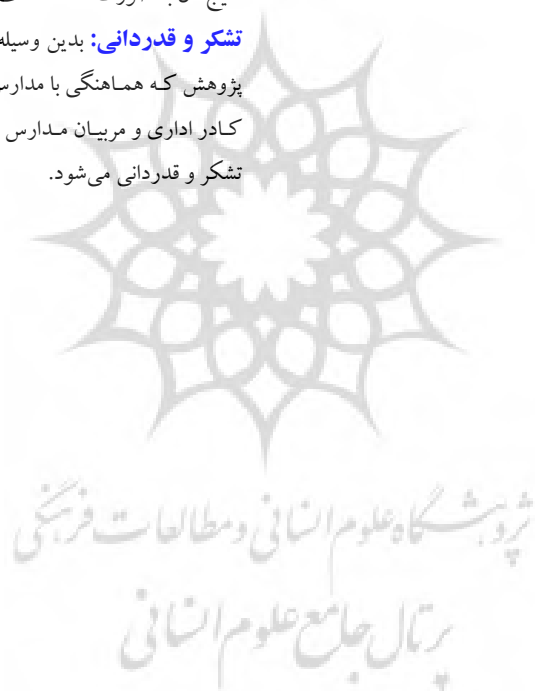 تشکر و قدردانی: بدین وسیله
پژوهش که هماهنگی با مدارس
کادر اداری و مربیان مدارس
تشکر و قدردانی می‌شود.
پژوهشگاه علوم انسانی و مطالعات فرهنگی
پرتال جامع علوم انسانی